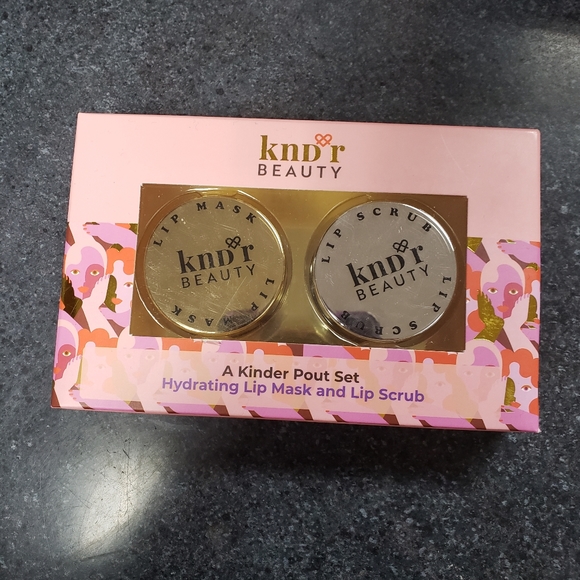 knD'r
BEAUTY
LIP MASK
knD'r
BEAUTY
LIP MASK
LIP SCRUB
knD'r
BEAUTY
LIP SCRUB
A Kinder Pout Set
Hydrating Lip Mask and Lip Scrub